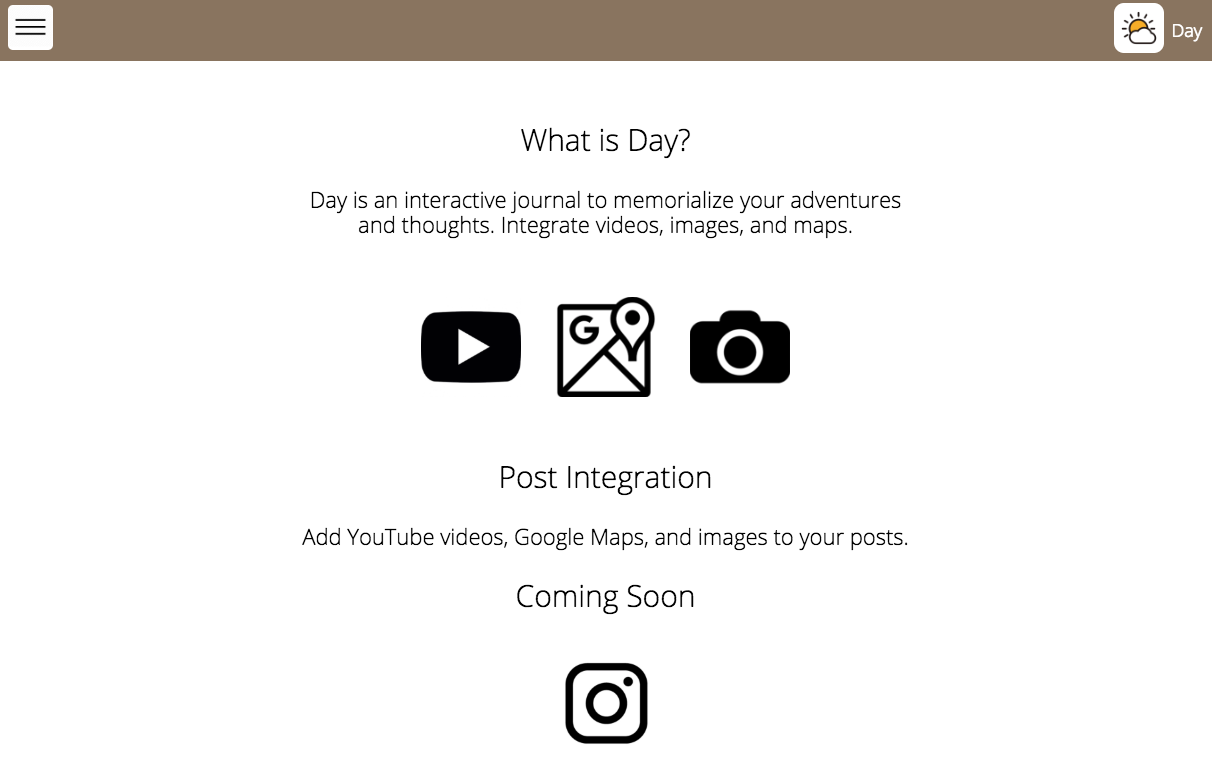 Day
What is Day?
Day is an interactive journal to memorialize your adventures
and thoughts. Integrate videos, images, and maps.
G
Post Integration
Add YouTube videos, Google Maps, and images to your posts.
Coming Soon